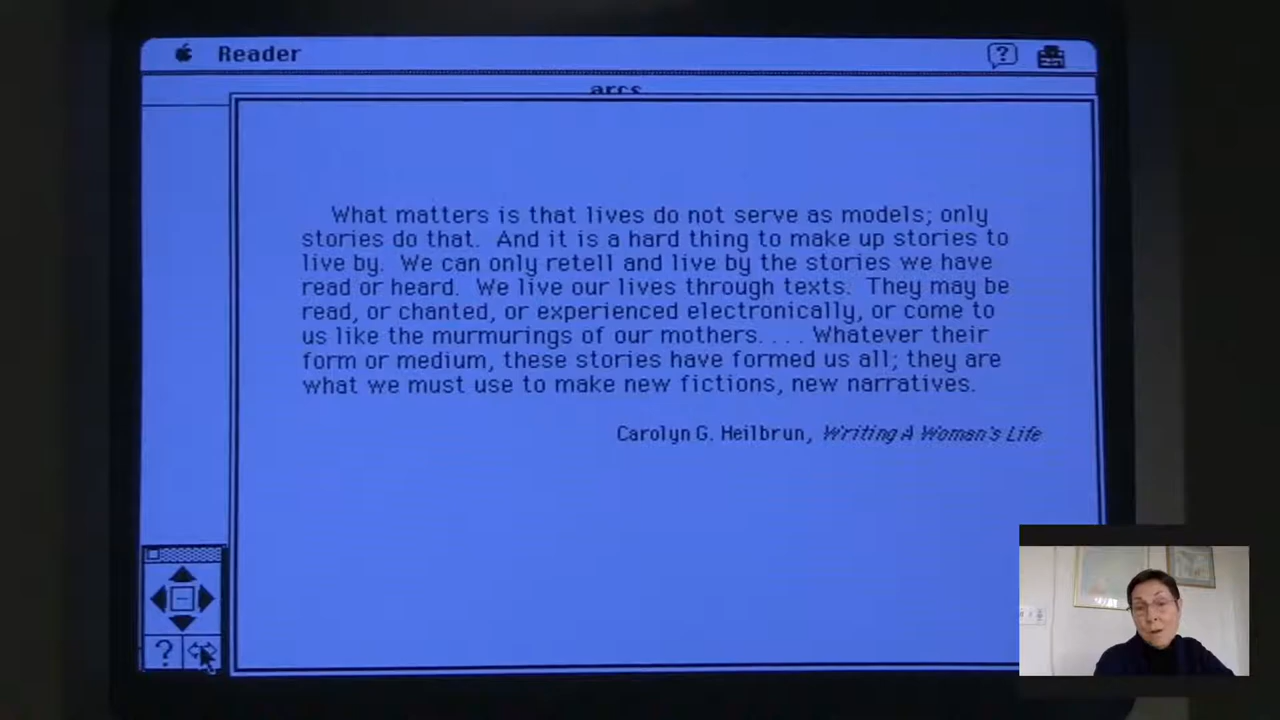 Reader
arcs
What matters is that lives do not serve as models; only
stories do that. And it is a hard thing to make up stories to
live by. We can only retell and live by the stories we have
read or heard. We live our lives through texts. They may be
read, or chanted, or experienced electronically, or come to
us like the murmurings of our mothers. . . . Whatever their
form or medium, these stories have formed us all; they are
what we must use to make new fictions, new narratives.
Carolyn G. Heilbrun, Writing A Woman's Life
?
?